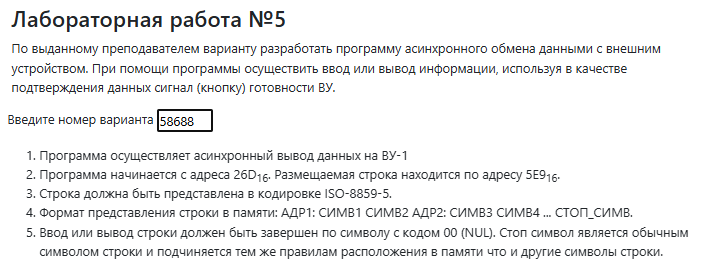 Лабораторная работа №5
По выданному преподавателем варианту разработать программу асинхронного обмена данными с внешним
устройством. При помощи программы осуществить ввод или вывод информации, используя в качестве
подтверждения данных сигнал (кнопку) готовности ВУ.
Введите номер варианта 58688
1. Программа осуществляет асинхронный вывод данных на ВУ-1
2. Программа начинается с адреса 26D₁₆. Размещаемая строка находится по адресу 5E9₁₆.
3. Строка должна быть представлена в кодировке ISO-8859-5.
4. Формат представления строки в памяти: АДР1: СИМВ1 СИМВ2 АДР2: СИМВ3 СИМВ4 ... СТОП_СИМВ.
5. Ввод или вывод строки должен быть завершен по символу с кодом 00 (NUL). Стоп символ является обычным
символом строки и подчиняется тем же правилам расположения в памяти что и другие символы строки.